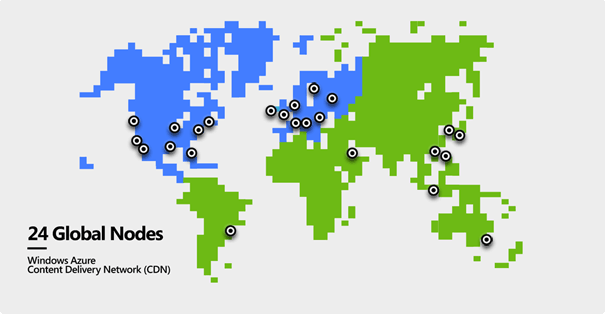 24 Global Nodes
Windows Azure
Content Delivery Network (CDN)